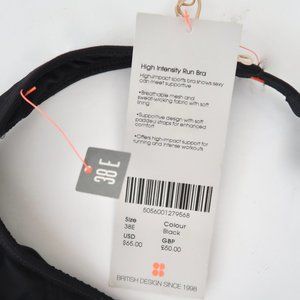 High Intensity Run Bra
High-impact sports bra shows sexy
can meet supportive
•Breathable mesh and
sweat-wicking fabric with soft
lining
•Supportive design with soft
padded straps for enhanced
comfort
•Offers high-impact support for
running and intense workouts
38E
5056001279568
Size
38E
Colour
Black
USD
$65.00
GBP
£50.00
BRITISH DESIGN SINCE 1998